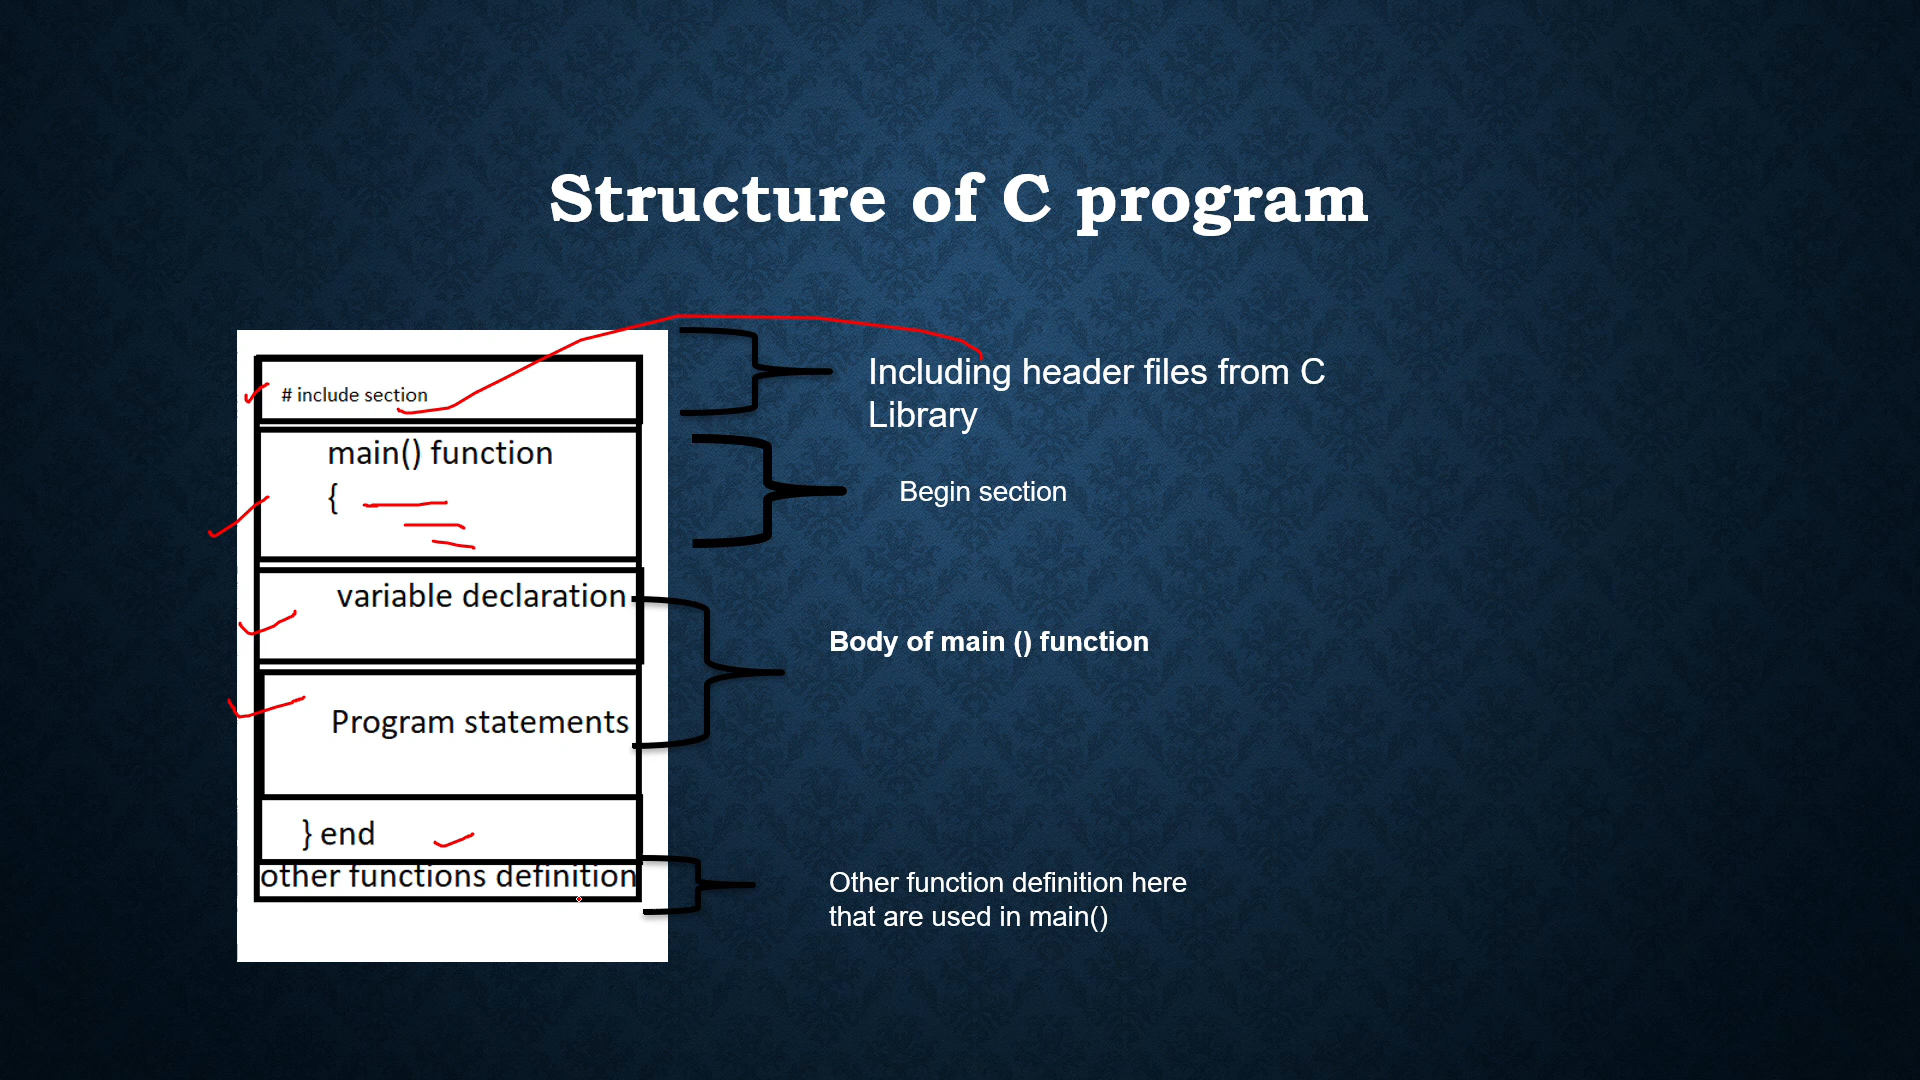 Structure of C program
# include section
Including header files from C
Library
main() function
{
Begin section
variable declaration
Body of main () function
Program statements
} end
other functions definition
Other function definition here
that are used in main()